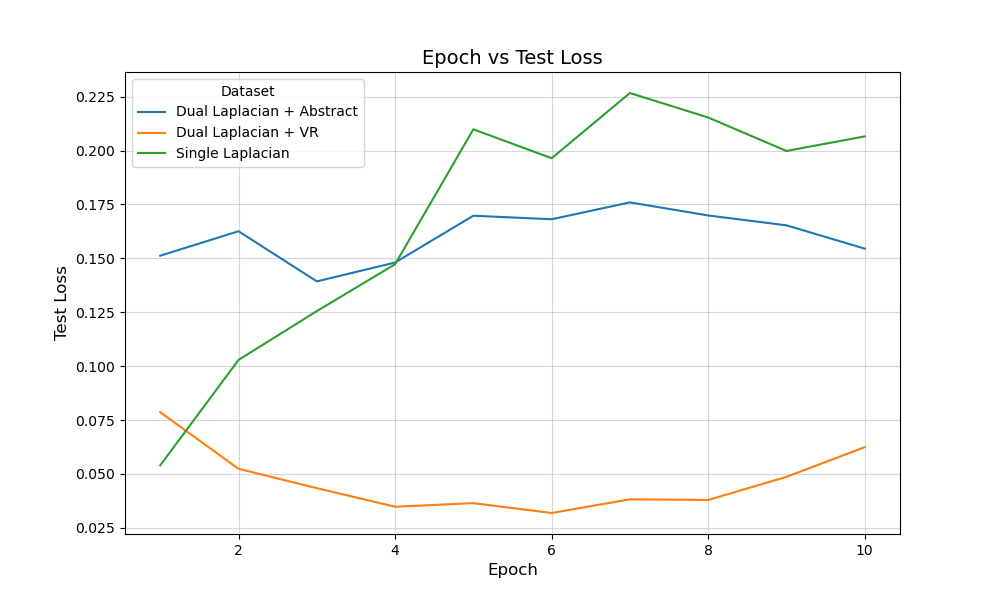 Epoch vs Test Loss
Dataset
Dual Laplacian + Abstract
Dual Laplacian + VR
Single Laplacian
0.225
0.200
0.175
0.150
0.125
0.100
0.075
0.050
0.025
Test Loss
2 4 6 8 10
Epoch